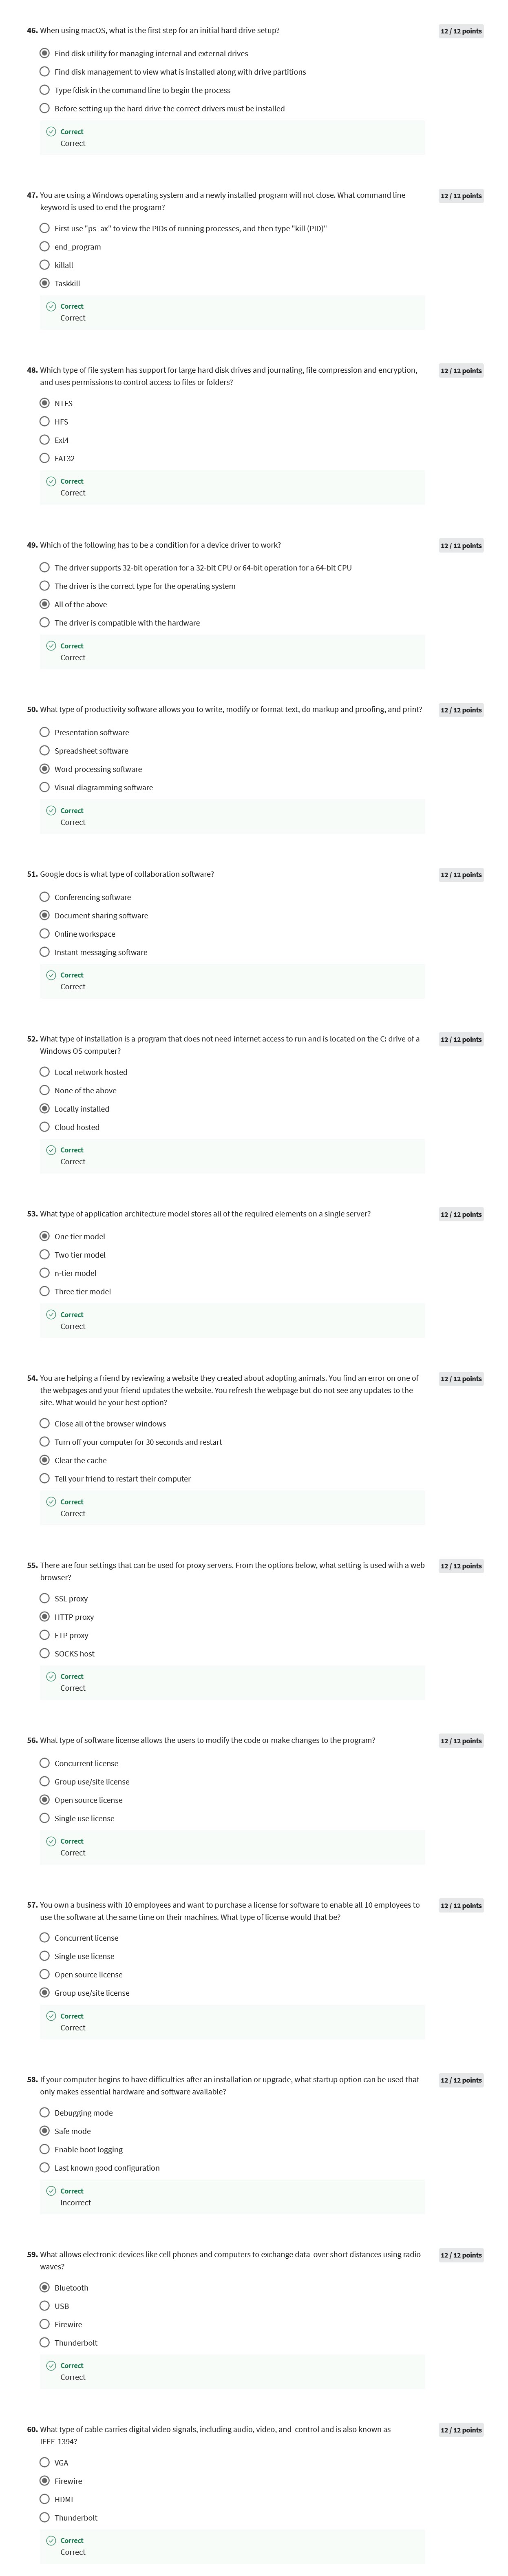 46. When using macOS, what is the first step for an initial hard drive setup?
12 / 12 points
Find disk utility for managing internal and external drives
Find disk management to view what is installed along with drive partitions
Type fdisk in the command line to begin the process
Before setting up the hard drive the correct drivers must be installed
Correct
Correct
47. You are using a Windows operating system and a newly installed program will not close. What command line
keyword is used to end the program?
12 / 12 points
First use "ps -ax" to view the PIDs of running processes, and then type "kill (PID)"
end_program
killall
Taskkill
Correct
Correct
48. Which type of file system has support for large hard disk drives and journaling, file compression and encryption,
and uses permissions to control access to files or folders?
12 / 12 points
NTFS
HFS
Ext4
FAT32
Correct
Correct
49. Which of the following has to be a condition for a device driver to work?
12 / 12 points
The driver supports 32-bit operation for a 32-bit CPU or 64-bit operation for a 64-bit CPU
The driver is the correct type for the operating system
All of the above
The driver is compatible with the hardware
Correct
Correct
50. What type of productivity software allows you to write, modify or format text, do markup and proofing, and print?
12 / 12 points
Presentation software
Spreadsheet software
Word processing software
Visual diagramming software
Correct
Correct
51. Google docs is what type of collaboration software?
12 / 12 points
Conferencing software
Document sharing software
Online workspace
Instant messaging software
Correct
Correct
52. What type of installation is a program that does not need internet access to run and is located on the C: drive of a
Windows OS computer?
12 / 12 points
Local network hosted
None of the above
Locally installed
Cloud hosted
Correct
Correct
53. What type of application architecture model stores all of the required elements on a single server?
12 / 12 points
One tier model
Two tier model
n-tier model
Three tier model
Correct
Correct
54. You are helping a friend by reviewing a website they created about adopting animals. You find an error on one of
the webpages and your friend updates the website. You refresh the webpage but do not see any updates to the
site. What would be your best option?
12 / 12 points
Close all of the browser windows
Turn off your computer for 30 seconds and restart
Clear the cache
Tell your friend to restart their computer
Correct
Correct
55. There are four settings that can be used for proxy servers. From the options below, what setting is used with a web
browser?
12 / 12 points
SSL proxy
HTTP proxy
FTP proxy
SOCKS host
Correct
Correct
56. What type of software license allows the users to modify the code or make changes to the program?
12 / 12 points
Concurrent license
Group use/site license
Open source license
Single use license
Correct
Correct
57. You own a business with 10 employees and want to purchase a license for software to enable all 10 employees to
use the software at the same time on their machines. What type of license would that be?
12 / 12 points
Concurrent license
Single use license
Open source license
Group use/site license
Correct
Correct
58. If your computer begins to have difficulties after an installation or upgrade, what startup option can be used that
only makes essential hardware and software available?
12 / 12 points
Debugging mode
Safe mode
Enable boot logging
Last known good configuration
Correct
Incorrect
59. What allows electronic devices like cell phones and computers to exchange data over short distances using radio
waves?
12 / 12 points
Bluetooth
USB
Firewire
Thunderbolt
Correct
Correct
60. What type of cable carries digital video signals, including audio, video, and control and is also known as
IEEE-1394?
12 / 12 points
VGA
Firewire
HDMI
Thunderbolt
Correct
Correct